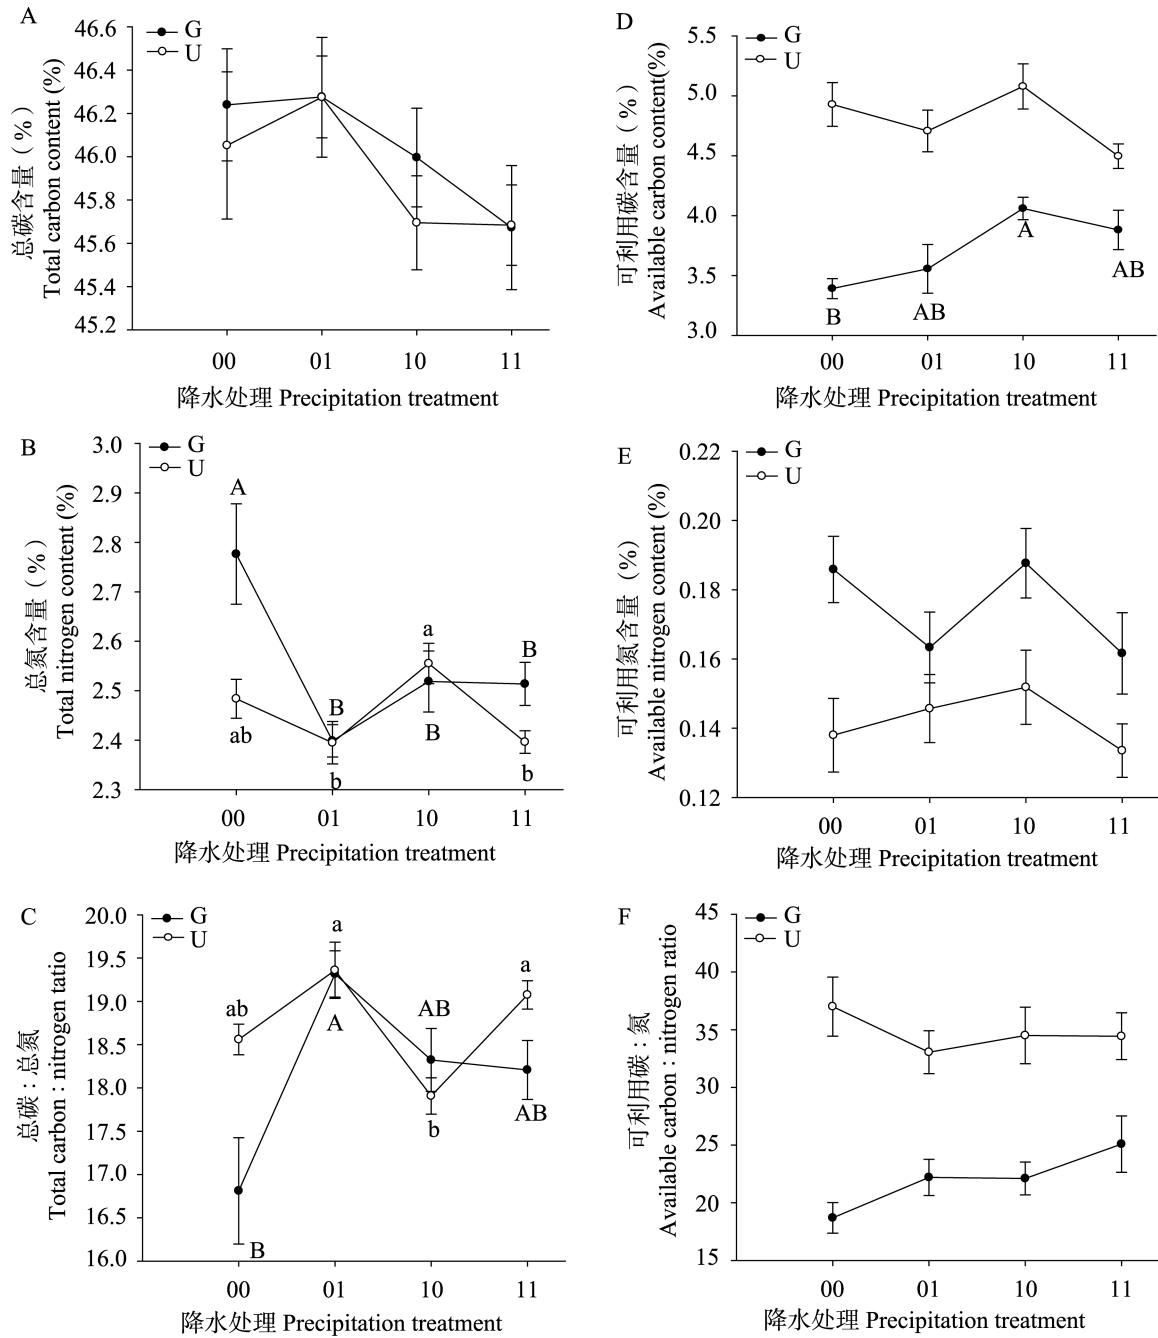 A
46.6
46.4
46.2
46.0
45.8
45.6
45.4
45.2
G
U
总碳含量（%）
Total carbon content (%)
00 01 10 11
降水处理 Precipitation treatment
D
5.5
5.0
4.5
4.0
3.5
3.0
G
U
可利用碳含量（%）
Available carbon content(%)
B AB A AB
00 01 10 11
降水处理 Precipitation treatment
B
3.0
2.9
2.8
2.7
2.6
2.5
2.4
2.3
G
U
总氮含量（%）
Total nitrogen content (%)
A B B B
ab b a b
00 01 10 11
降水处理 Precipitation treatment
E
0.22
0.20
0.18
0.16
0.14
0.12
G
U
可利用氮含量（%）
Available nitrogen content (%)
00 01 10 11
降水处理 Precipitation treatment
C
20.0
19.5
19.0
18.5
18.0
17.5
17.0
16.5
16.0
G
U
总碳：总氮
Total carbon : nitrogen tatio
ab a b a
B A AB AB
00 01 10 11
降水处理 Precipitation treatment
F
45
40
35
30
25
20
15
G
U
可利用碳：氮
Available carbon : nitrogen ratio
00 01 10 11
降水处理 Precipitation treatment